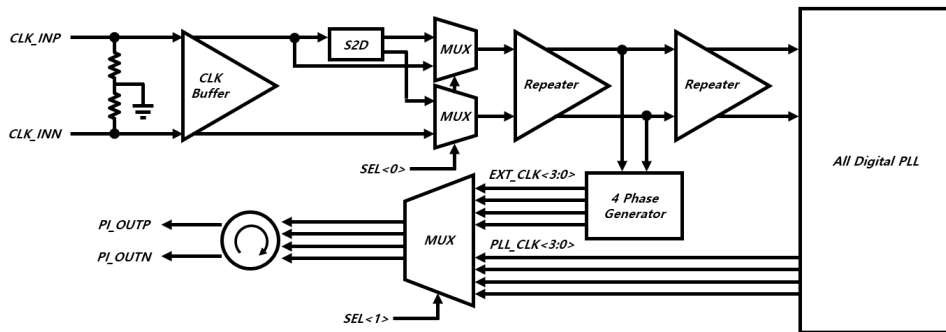 CLK_INP
S2D
MUX
CLK
Buffer
Repeater
Repeater
MUX
CLK_INN
All Digital PLL
SEL<0>
EXT_CLK<3:0>
4 Phase
Generator
PI_OUTP
MUX
PLL_CLK<3:0>
PI_OUTN
SEL<1>